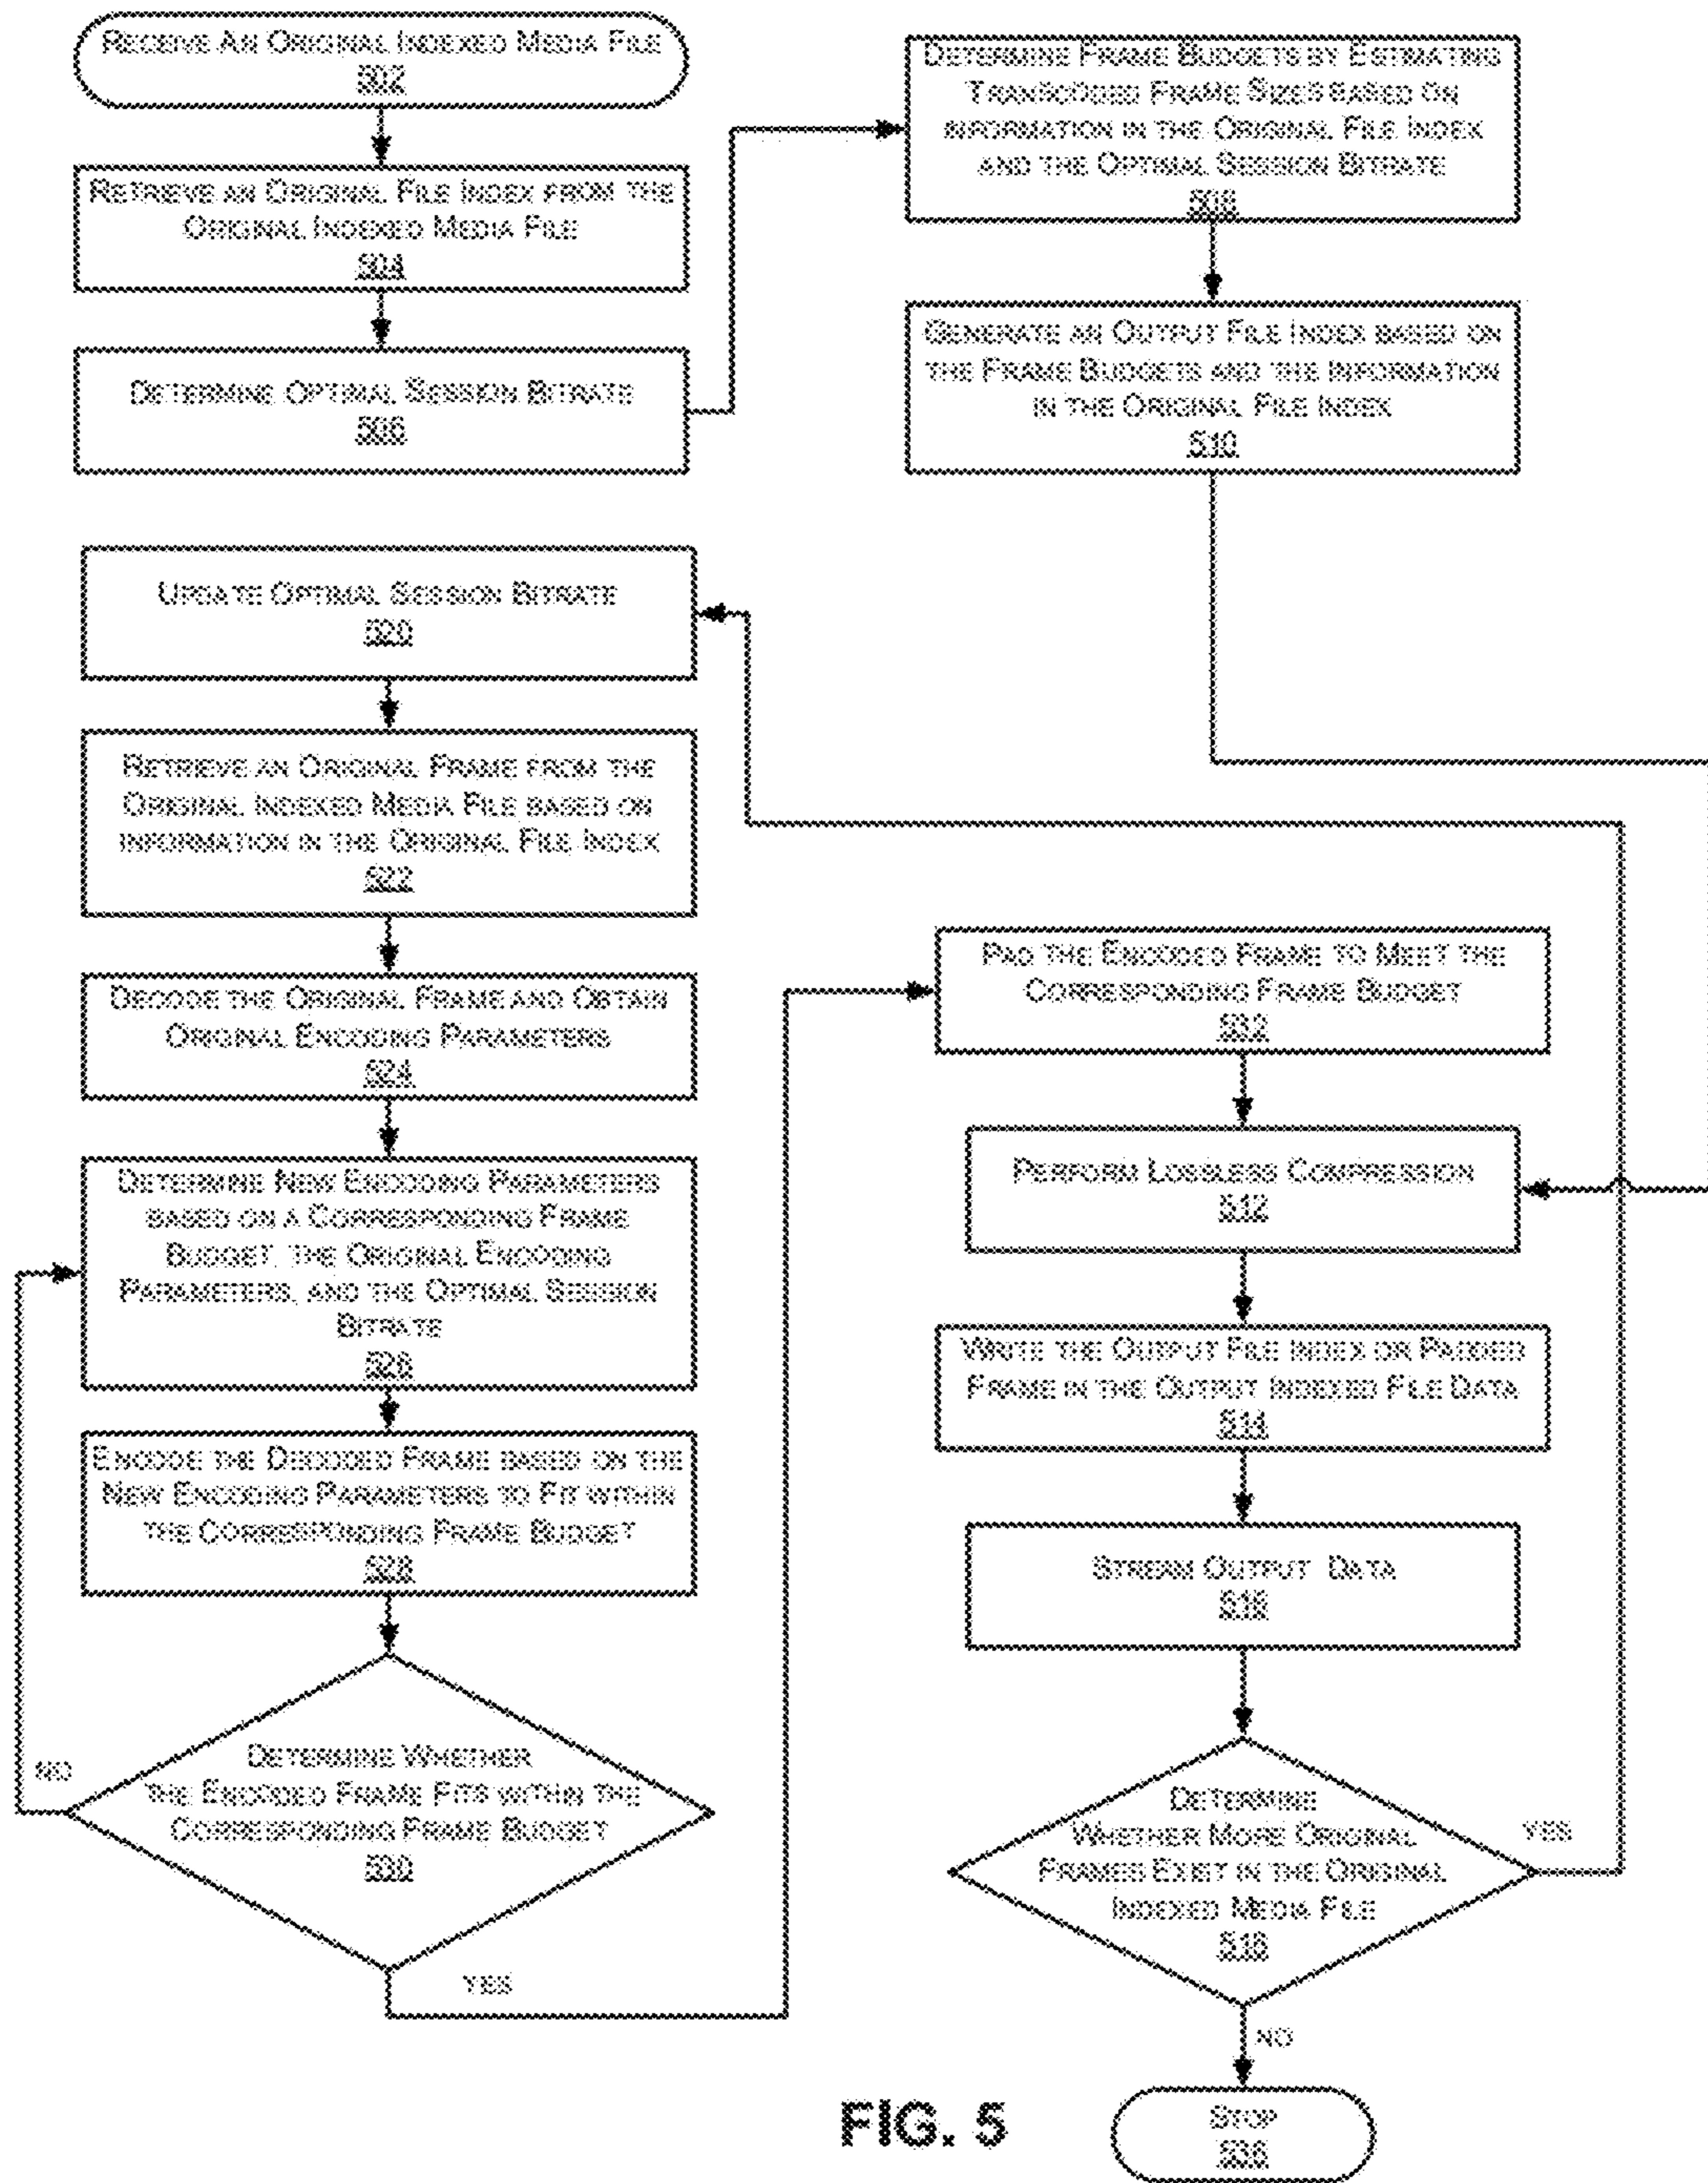 RECEIVE AN ORIGINAL INDEXED MEDIA FILE
502
RETRIEVE AN ORIGINAL FILE INDEX FROM THE
ORIGINAL INDEXED MEDIA FILE
504
DETERMINE OPTIMAL SESSION BITRATE
506
DETERMINE FRAME BUDGETS BY ESTIMATING
TRANSCODED FRAME SIZES BASED ON
INFORMATION IN THE ORIGINAL FILE INDEX
AND THE OPTIMAL SESSION BITRATE
508
GENERATE AN OUTPUT FILE INDEX BASED ON
THE FRAME BUDGETS AND THE INFORMATION
IN THE ORIGINAL FILE INDEX
510
UPDATE OPTIMAL SESSION BITRATE
520
RETRIEVE AN ORIGINAL FRAME FROM THE
ORIGINAL INDEXED MEDIA FILE BASED ON
INFORMATION IN THE ORIGINAL FILE INDEX
522
DECODE THE ORIGINAL FRAME AND OBTAIN
ORIGINAL ENCODING PARAMETERS
524
DETERMINE NEW ENCODING PARAMETERS
BASED ON A CORRESPONDING FRAME
BUDGET, THE ORIGINAL ENCODING
PARAMETERS, AND THE OPTIMAL SESSION
BITRATE
526
ENCODE THE DECODED FRAME BASED ON THE
NEW ENCODING PARAMETERS TO FIT WITHIN
THE CORRESPONDING FRAME BUDGET
528
DETERMINE WHETHER
THE ENCODED FRAME FITS WITHIN THE
CORRESPONDING FRAME BUDGET
530
NO
YES
PAD THE ENCODED FRAME TO MEET THE
CORRESPONDING FRAME BUDGET
532
PERFORM LOSSLESS COMPRESSION
512
WRITE THE OUTPUT FILE INDEX OR PADDED
FRAME IN THE OUTPUT INDEXED FILE DATA
514
STREAM OUTPUT DATA
516
DETERMINE
WHETHER MORE ORIGINAL
FRAMES EXIST IN THE ORIGINAL
INDEXED MEDIA FILE
518
YES
NO
STOP
536
FIG. 5